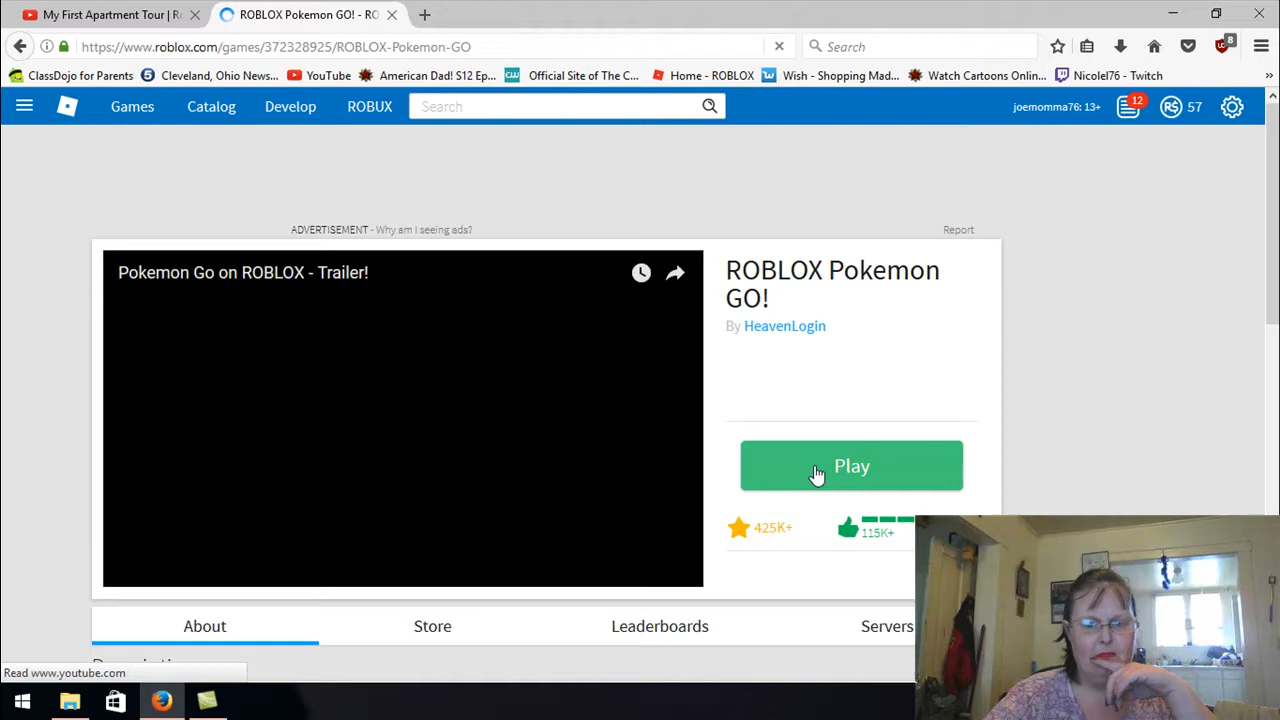 My First Apartment Tour | R
ROBLOX Pokemon GO! - RO
https://www.roblox.com/games/372328925/ROBLOX-Pokemon-GO
Search
8
ClassDojo for Parents
Cleveland, Ohio New...
YouTube
American Dad! S12 Ep...
Official Site of The C...
Home - ROBLOX
Wish - Shopping Mad...
Watch Cartoons Onlin...
Nicolel76 - Twitch
Games
Catalog
Develop
ROBUX
Search
joemomma76: 13+
12
R$ 57
ADVERTISEMENT - Why am I seeing ads?
Report
Pokemon Go on ROBLOX - Trailer!
ROBLOX Pokemon
GO!
By HeavenLogin
Play
425K+
115K+
About
Store
Leaderboards
Servers
Read www.youtube.com